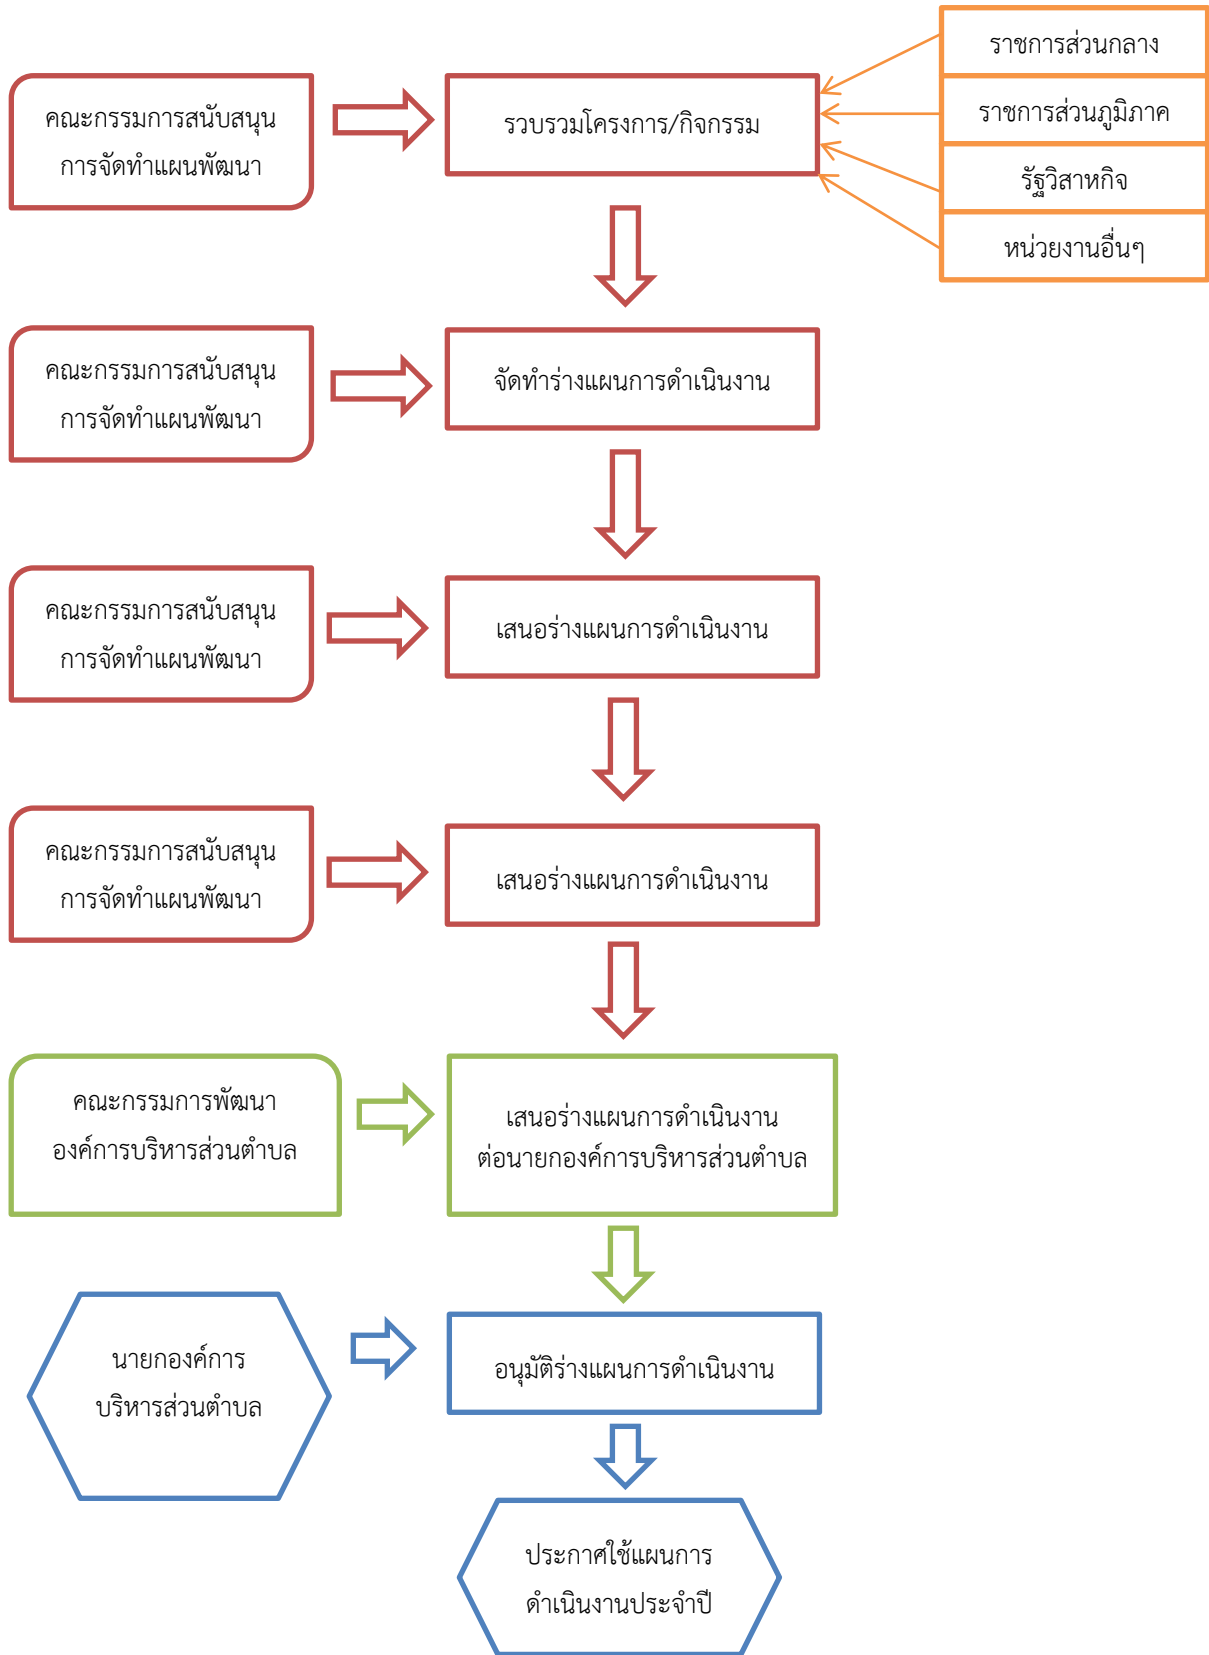 ราชการส่วนกลาง
ราชการส่วนภูมิภาค
รัฐวิสาหกิจ
หน่วยงานอื่นๆ
คณะกรรมการสนับสนุน
การจัดทำแผนพัฒนา
รวบรวมโครงการ/กิจกรรม
คณะกรรมการสนับสนุน
การจัดทำแผนพัฒนา
จัดทำร่างแผนการดำเนินงาน
คณะกรรมการสนับสนุน
การจัดทำแผนพัฒนา
เสนอร่างแผนการดำเนินงาน
คณะกรรมการสนับสนุน
การจัดทำแผนพัฒนา
เสนอร่างแผนการดำเนินงาน
คณะกรรมการพัฒนา
องค์การบริหารส่วนตำบล
เสนอร่างแผนการดำเนินงาน
ต่อนายกองค์การบริหารส่วนตำบล
นายกองค์การ
บริหารส่วนตำบล
อนุมัติร่างแผนการดำเนินงาน
ประกาศใช้แผนการ
ดำเนินงานประจำปี